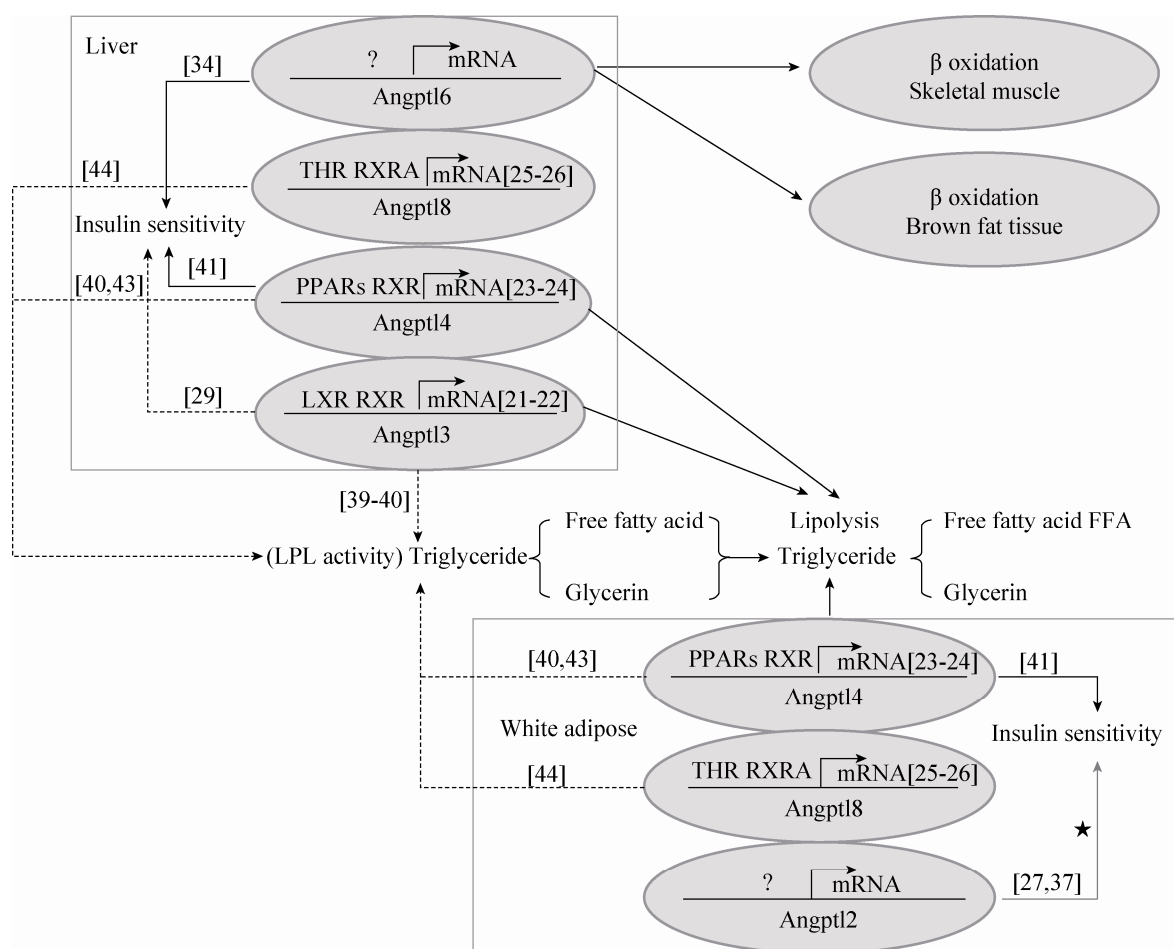 Liver
[34]
? mRNA
Angptl6
β oxidation
Skeletal muscle
[44]
THR RXRA mRNA[25-26]
Angptl8
β oxidation
Brown fat tissue
Insulin sensitivity
[41]
[40,43]
PPARs RXR mRNA[23-24]
Angptl4
[29]
LXR RXR mRNA[21-22]
Angptl3
[39-40]
Free fatty acid
Lipolysis
Free fatty acid FFA
(LPL activity) Triglyceride
Triglyceride
Glycerin
Glycerin
[40,43]
PPARs RXR mRNA[23-24]
[41]
Angptl4
White adipose
Insulin sensitivity
[44]
THR RXRA mRNA[25-26]
Angptl8
★
? mRNA
[27,37]
Angptl2